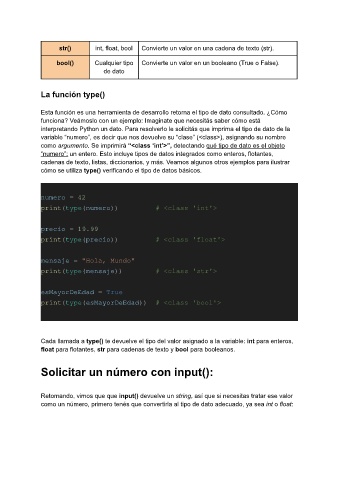 str() int, float, bool Convierte un valor en una cadena de texto (str).
bool() Cualquier tipo Convierte un valor en un booleano (True o False).
de dato
La función type()
Esta función es una herramienta de desarrollo retorna el tipo de dato consultado. ¿Cómo
funciona? Veámoslo con un ejemplo: Imaginate que necesitás saber cómo está
interpretando Python un dato. Para resolverlo le solicitás que imprima el tipo de dato de la
variable "numero", es decir que nos devuelve su "clase" (<class>), asignando su nombre
como argumento. Se imprimirá "<class 'int'>", detectando qué tipo de dato es el objeto
"numero", un entero. Esto incluye tipos de datos integrados como enteros, flotantes,
cadenas de texto, listas, diccionarios, y más. Veamos algunos otros ejemplos para ilustrar
cómo se utiliza type() verificando el tipo de datos básicos.
numero = 42
print(type(numero)) # <class 'int'>
precio = 19.99
print(type(precio)) # <class 'float'>
mensaje = "Hola, Mundo"
print(type(mensaje)) # <class 'str'>
esMayorDeEdad = True
print(type(esMayorDeEdad)) # <class 'bool'>
Cada llamada a type() te devuelve el tipo del valor asignado a la variable; int para enteros,
float para flotantes, str para cadenas de texto y bool para booleanos.
Solicitar un número con input():
Retomando, vimos que que input() devuelve un string, así que si necesitas tratar ese valor
como un número, primero tenés que convertirla al tipo de dato adecuado, ya sea int o float: